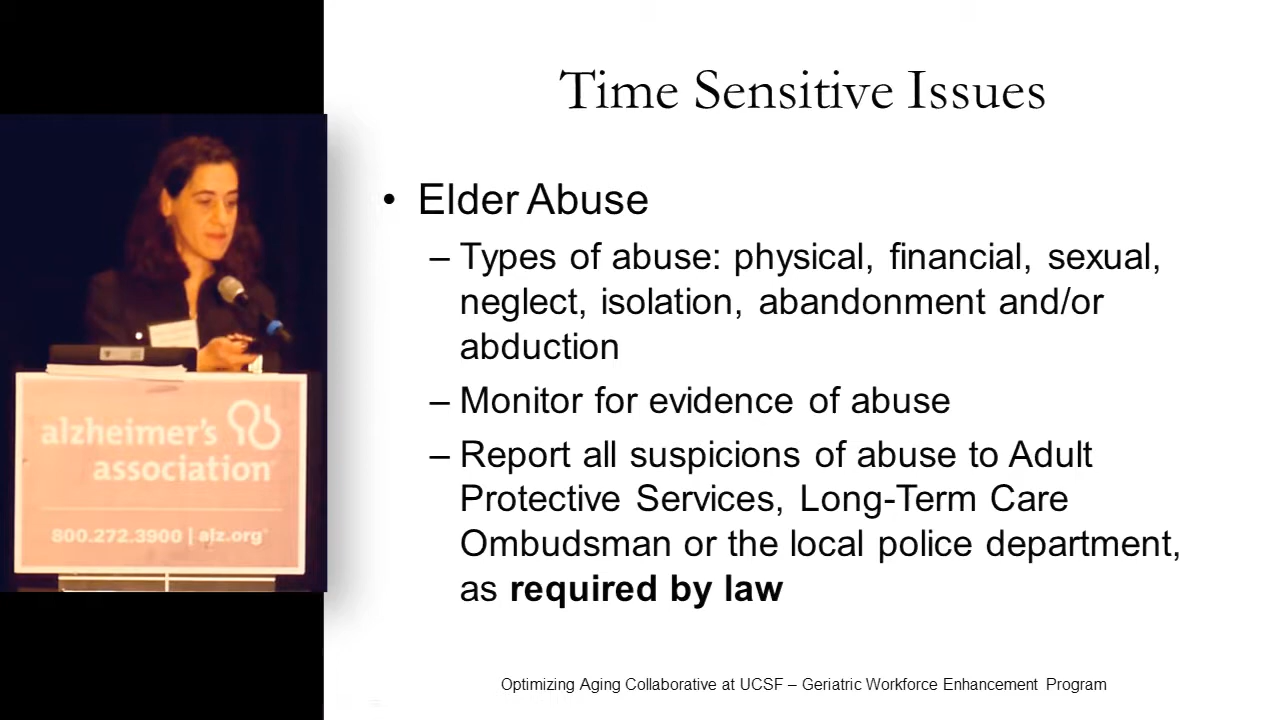 Time Sensitive Issues
• Elder Abuse
– Types of abuse: physical, financial, sexual,
neglect, isolation, abandonment and/or
abduction
– Monitor for evidence of abuse
– Report all suspicions of abuse to Adult
Protective Services, Long-Term Care
Ombudsman or the local police department,
as required by law
alzheimer's
association
800.272.3900 | alz.org
Optimizing Aging Collaborative at UCSF – Geriatric Workforce Enhancement Program